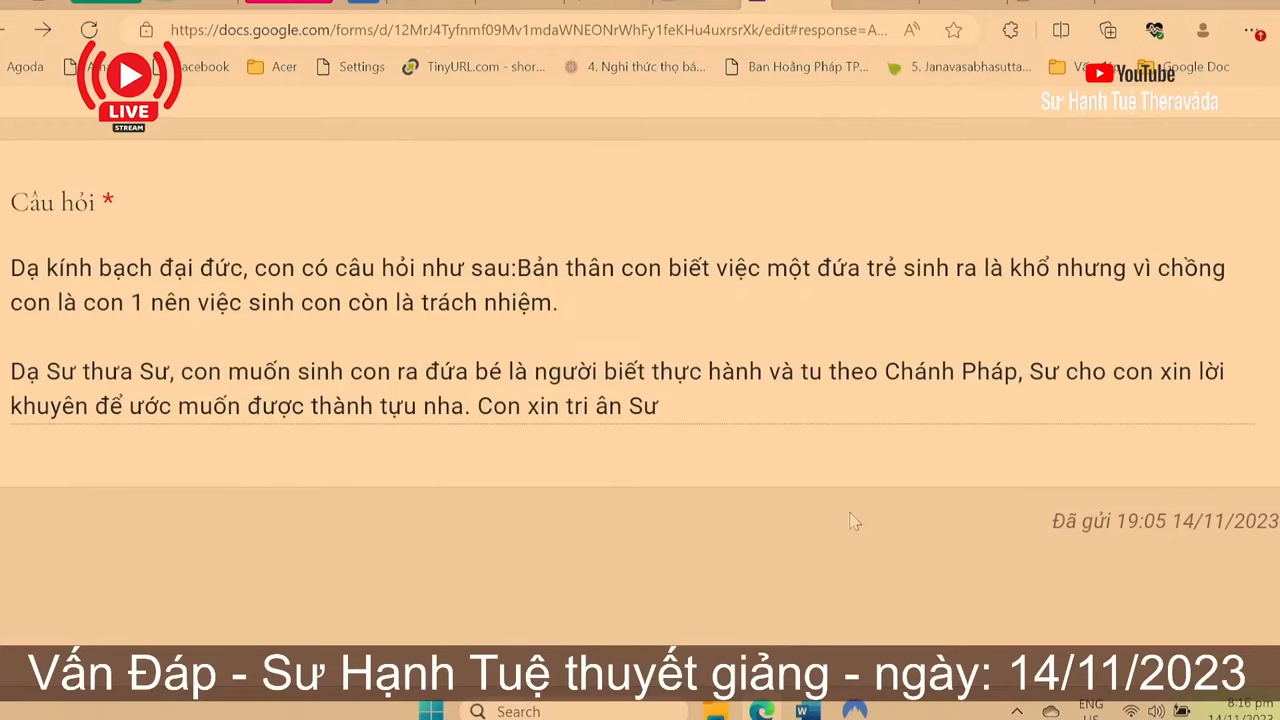 https://docs.google.com/forms/d/12MrJ4Tyfnmf09Mv1mdaWNEONrWhFy1feKHu4uxrsrXk/edit#response=A...
Agoda
acebook
Acer
Settings
TinyURL.com - shor...
4. Nghi thức thọ bá...
Ban Hoằng Pháp TP...
5. Janavasabhasutta...
Google Doc
LIVE
STREAM
YouTube
Sư Hạnh Tuệ Theravāda
Câu hỏi *
Dạ kính bạch đại đức, con có câu hỏi như sau:Bản thân con biết việc một đứa trẻ sinh ra là khổ nhưng vì chồng
con là con 1 nên việc sinh con còn là trách nhiệm.
Dạ Sư thưa Sư, con muốn sinh con ra đứa bé là người biết thực hành và tu theo Chánh Pháp, Sư cho con xin lời
khuyên để ước muốn được thành tựu nha. Con xin tri ân Sư
Đã gửi 19:05 14/11/2023
Vấn Đáp - Sư Hạnh Tuệ thuyết giảng - ngày: 14/11/2023
Search
ENG
8:16 pm